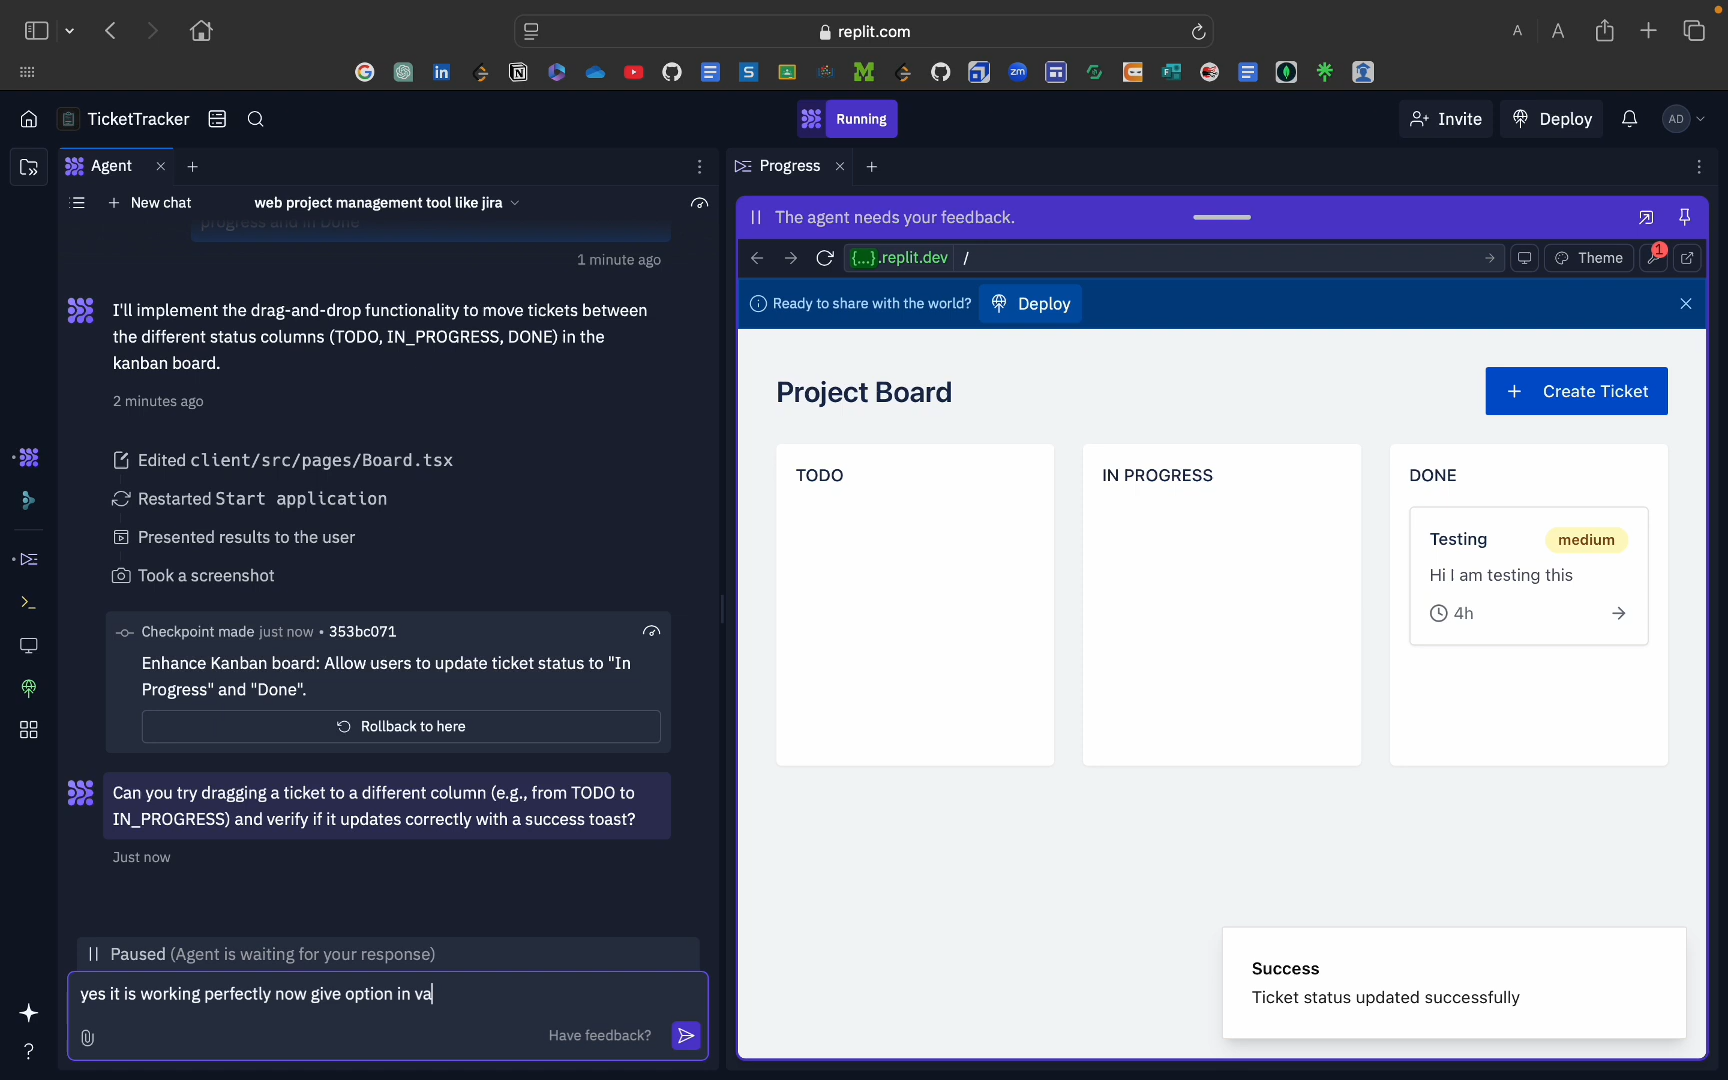 replit.com
A
A
TicketTracker
Running
Invite
Deploy
AD
Agent
Progress
New chat
web project management tool like jira
progress and in Done
1 minute ago
I'll implement the drag-and-drop functionality to move tickets between
the different status columns (TODO, IN_PROGRESS, DONE) in the
kanban board.
2 minutes ago
Edited client/src/pages/Board.tsx
Restarted Start application
Presented results to the user
Took a screenshot
Checkpoint made just now • 353bc071
Enhance Kanban board: Allow users to update ticket status to "In
Progress" and "Done".
Rollback to here
Can you try dragging a ticket to a different column (e.g., from TODO to
IN_PROGRESS) and verify if it updates correctly with a success toast?
Just now
Paused (Agent is waiting for your response)
yes it is working perfectly now give option in va
Have feedback?
?
The agent needs your feedback.
{...}.replit.dev /
Theme
1
Ready to share with the world?
Deploy
Project Board
+ Create Ticket
TODO
IN PROGRESS
DONE
Testing
medium
Hi I am testing this
4h
Success
Ticket status updated successfully